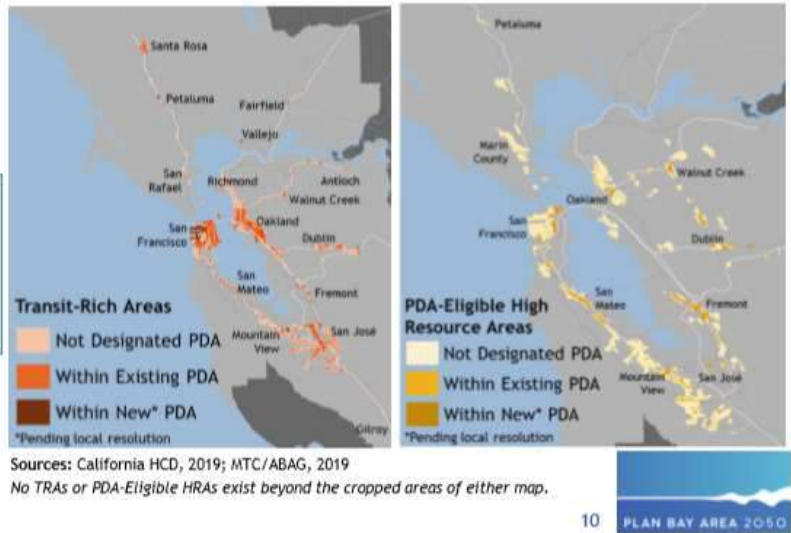 Santa Rosa
Petaluma
Fairfield
Vallejo
San
Rafael
Richmond
Antioch
Walnut Creek
Oakland
San
Francisco
Dublin
San
Mateo
Fremont
Mountain
View
San José
Gilroy
Transit-Rich Areas
Not Designated PDA
Within Existing PDA
Within New* PDA
*Pending local resolution
Petaluma
Marin
County
Walnut Creek
Oakland
San
Francisco
Dublin
San
Mateo
Fremont
Mountain
View
San José
PDA-Eligible High
Resource Areas
Not Designated PDA
Within Existing PDA
Within New* PDA
*Pending local resolution
Sources: California HCD, 2019; MTC/ABAG, 2019
No TRAs or PDA-Eligible HRAs exist beyond the cropped areas of either map.
10
PLAN BAY AREA 2050